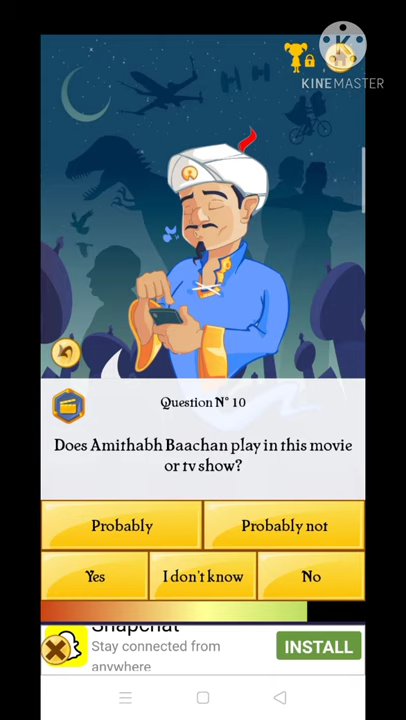 K
KINEMASTER
Question N° 10
Does Amithabh Baachan play in this movie
or tv show?
Probably
Probably not
Yes
I don't know
No
Snapchat
Stay connected from
anywhere
INSTALL